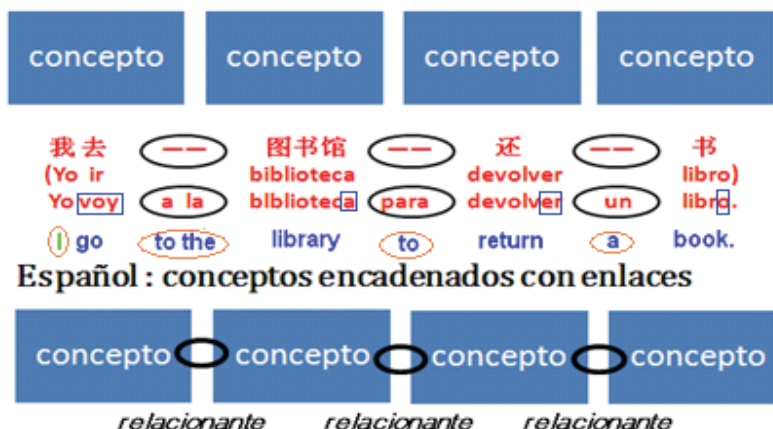 concepto concepto concepto concepto
我去 —— 图书馆 —— 还 —— 书
(Yo ir biblioteca devolver libro)
Yo voy a la blblioteca para devolver un libro.
I go to the library to return a book.
Español : conceptos encadenados con enlaces
concepto concepto concepto concepto
relacionante relacionante relacionante